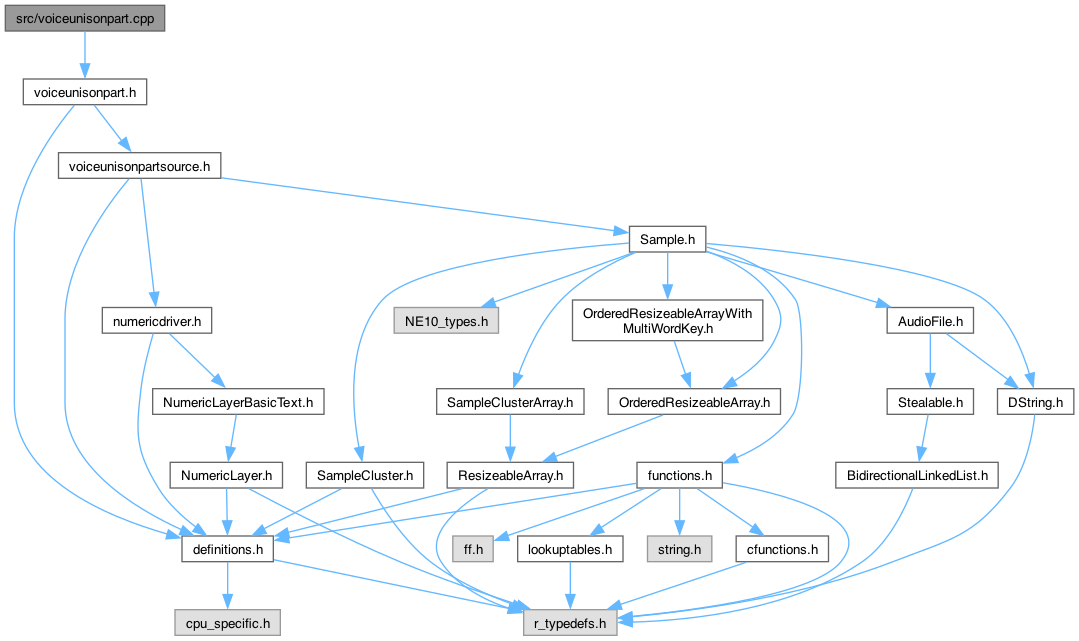 src/voiceunisonpart.cpp
voiceunisonpart.h
voiceunisonpartsource.h
Sample.h
numericdriver.h
NE10_types.h
OrderedResizeableArrayWith
MultiWordKey.h
AudioFile.h
NumericLayerBasicText.h
SampleClusterArray.h
OrderedResizeableArray.h
Stealable.h
DString.h
NumericLayer.h
SampleCluster.h
ResizeableArray.h
functions.h
BidirectionalLinkedList.h
definitions.h
ff.h
lookuptables.h
string.h
cfunctions.h
cpu_specific.h
r_typedefs.h